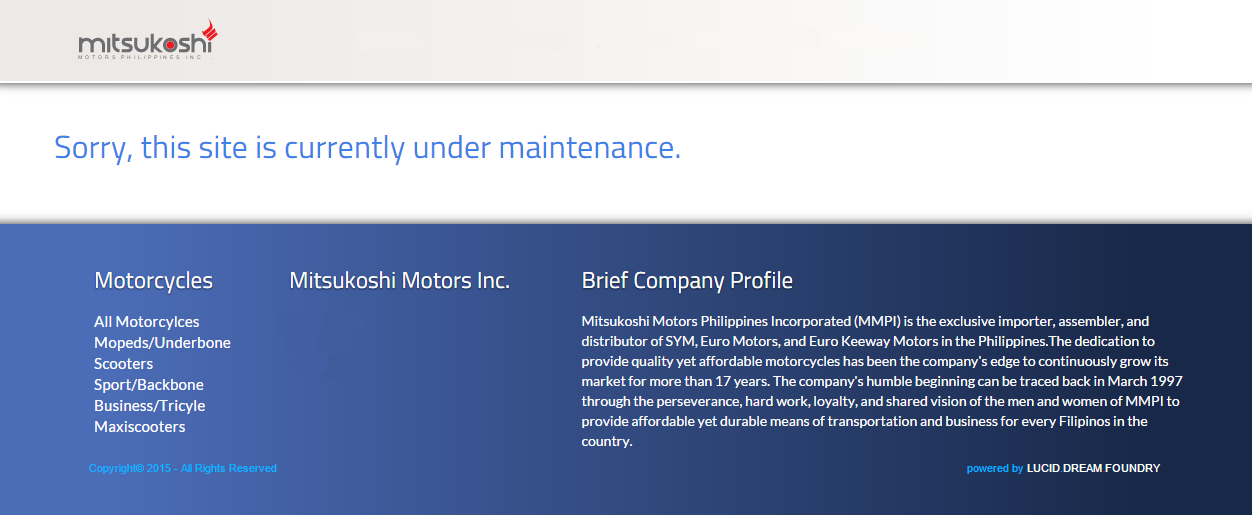 mitsukoshi
MOTORS PHILIPPINES INC.
Sorry, this site is currently under maintenance.
Motorcycles
All Motorcylces
Mopeds/Underbone
Scooters
Sport/Backbone
Business/Tricyle
Maxiscooters
Mitsukoshi Motors Inc.
Brief Company Profile
Mitsukoshi Motors Philippines Incorporated (MMPI) is the exclusive importer, assembler, and
distributor of SYM, Euro Motors, and Euro Keeway Motors in the Philippines.The dedication to
provide quality yet affordable motorcycles has been the company's edge to continuously grow its
market for more than 17 years. The company's humble beginning can be traced back in March 1997
through the perseverance, hard work, loyalty, and shared vision of the men and women of MMPI to
provide affordable yet durable means of transportation and business for every Filipinos in the
country.
Copyright© 2015 - All Rights Reserved
powered by LUCID DREAM FOUNDRY